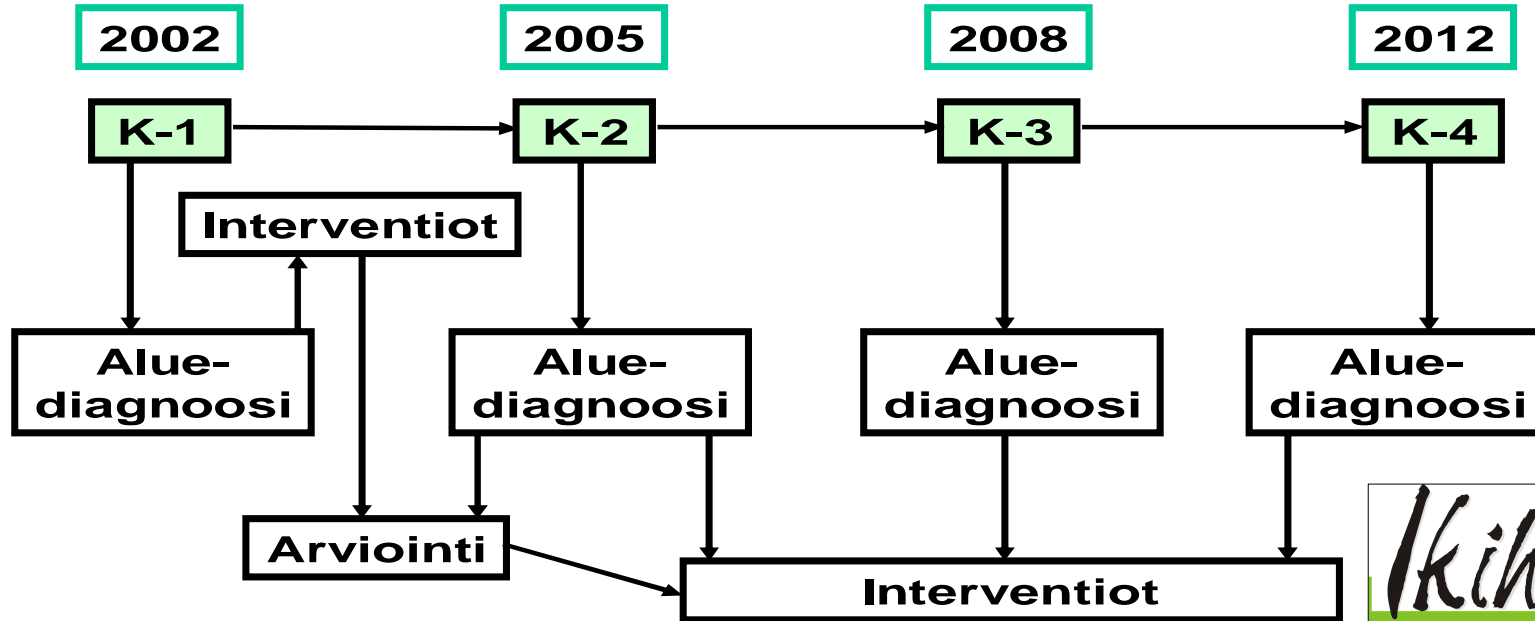 2002 2005 2008 2012
K-1 K-2 K-3 K-4
Interventiot
Alue- Alue- Alue- Alue-
diagnoosi diagnoosi diagnoosi diagnoosi
Arviointi
Interventiot